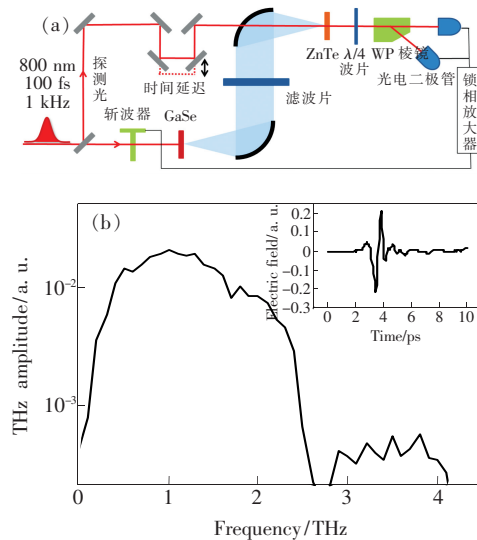 (a)
800 nm
100 fs
1 kHz
探测光
时间延迟
斩波器
GaSe
滤波片
ZnTe λ/4 WP 棱镜
波片
光电二极管
锁相放大器
(b)
THz amplitude/a. u.
10⁻²
10⁻³
0 1 2 3 4
Frequency/THz
Electric field/a. u.
0.2
0.1
0
−0.1
−0.2
−0.3
0 2 4 6 8 10
Time/ps